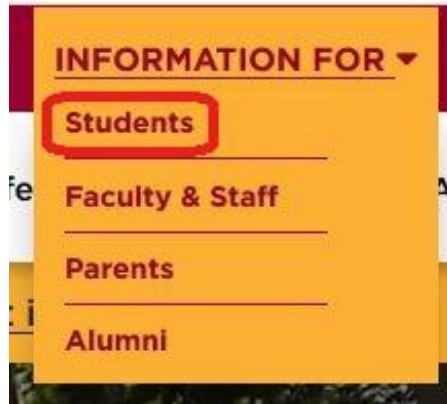 INFORMATION FOR
Students
Faculty & Staff
Parents
Alumni